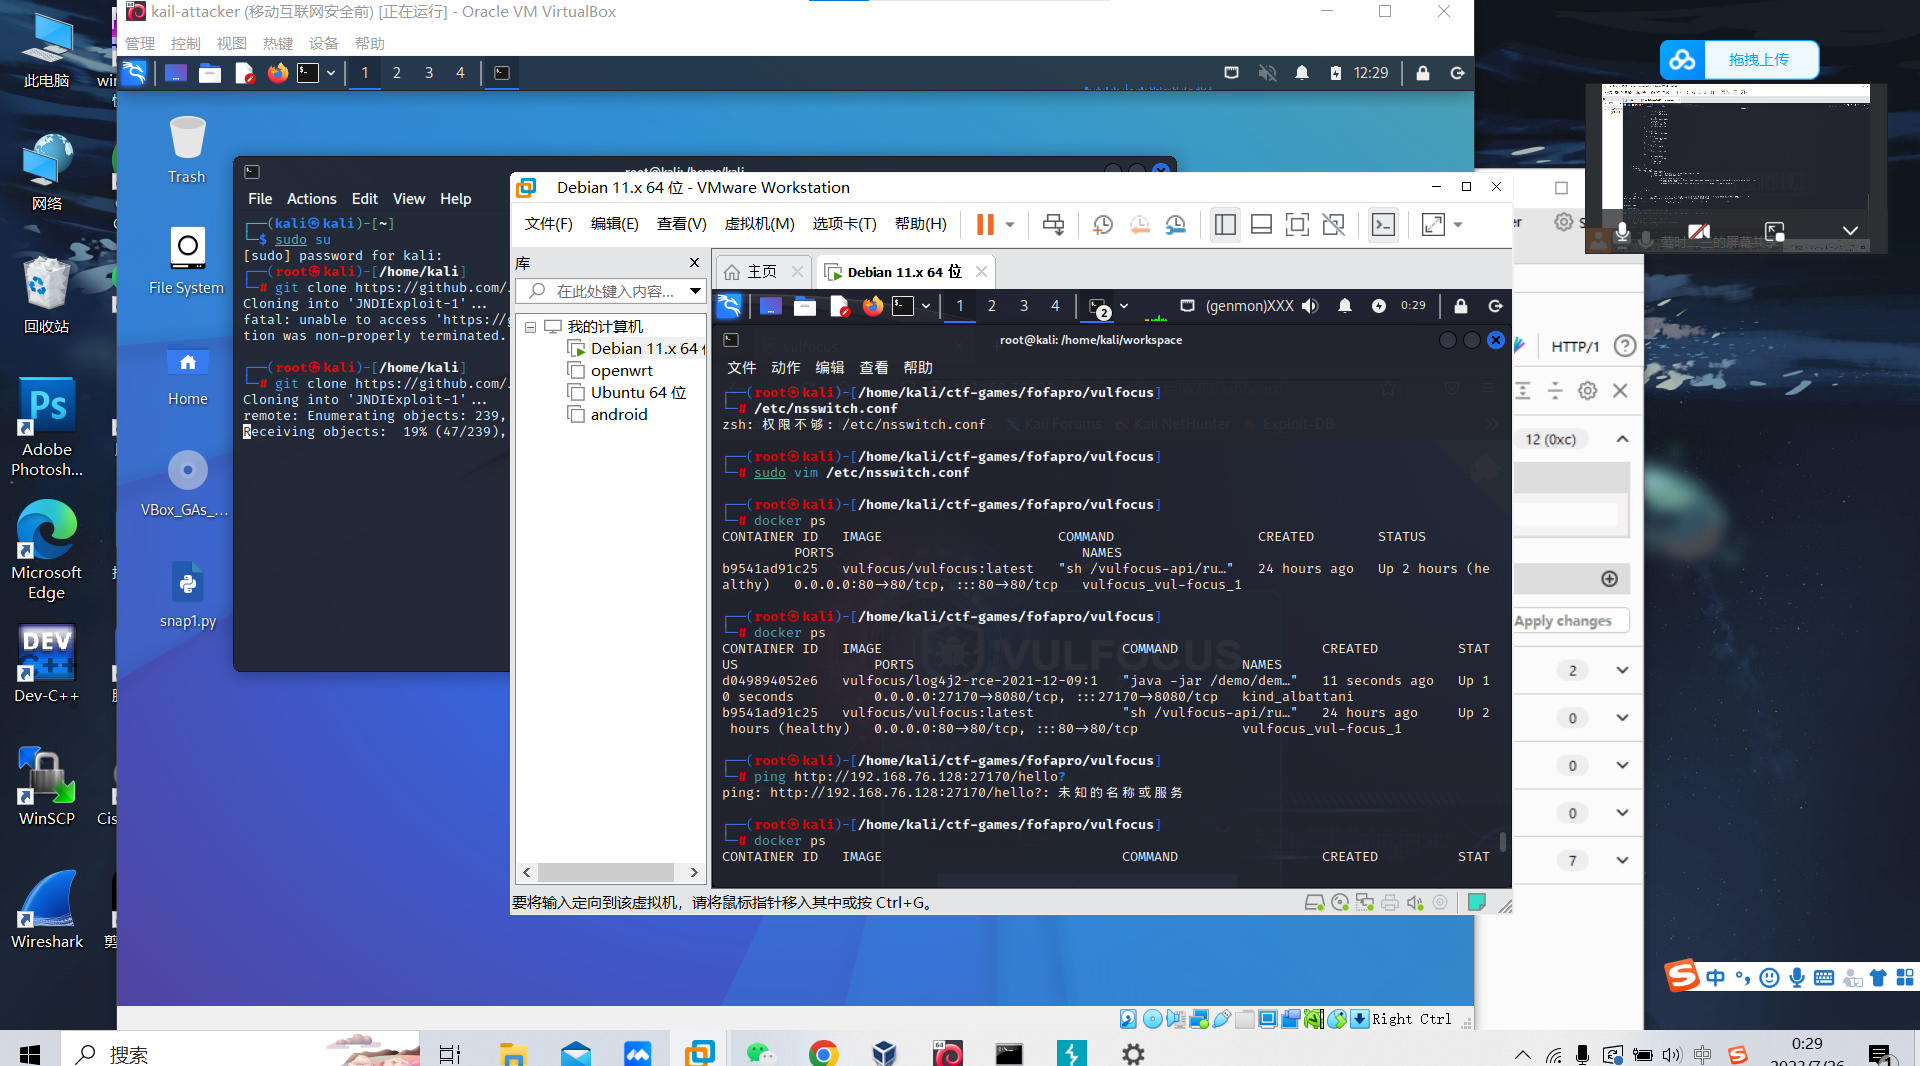 kail-attacker (移动互联网安全前) [正在运行] - Oracle VM VirtualBox
管理 控制 视图 热键 设备 帮助
1 2 3 4
12:29
此电脑
网络
回收站
Adobe
Photosh...
Microsoft
Edge
Dev-C++
WinSCP
Wireshark
Trash
File System
Home
VBox_GAs_...
snap1.py
File Actions Edit View Help
┌──(kali㉿kali)-[~]
└─$ sudo su
[sudo] password for kali:
┌──(root㉿kali)-[/home/kali]
└─# git clone https://github.com/
Cloning into 'JNDIExploit-1'...
fatal: unable to access 'https://
tion was non-properly terminated.
┌──(root㉿kali)-[/home/kali]
└─# git clone https://github.com/
Cloning into 'JNDIExploit-1'...
remote: Enumerating objects: 239,
Receiving objects:  19% (47/239),
Debian 11.x 64 位 - VMware Workstation
文件(F) 编辑(E) 查看(V) 虚拟机(M) 选项卡(T) 帮助(H)
库
在此处键入内容...
我的计算机
Debian 11.x 64
openwrt
Ubuntu 64 位
android
主页
Debian 11.x 64 位
1 2 3 4
2
(genmon)XXX
0:29
root@kali: /home/kali/workspace
文件 动作 编辑 查看 帮助
┌──(root㉿kali)-[/home/kali/ctf-games/fofapro/vulfocus]
└─# /etc/nsswitch.conf
zsh: 权限不够: /etc/nsswitch.conf
┌──(root㉿kali)-[/home/kali/ctf-games/fofapro/vulfocus]
└─# sudo vim /etc/nsswitch.conf
┌──(root㉿kali)-[/home/kali/ctf-games/fofapro/vulfocus]
└─# docker ps
CONTAINER ID   IMAGE   COMMAND   CREATED   STATUS
PORTS   NAMES
b9541ad91c25   vulfocus/vulfocus:latest   "sh /vulfocus-api/ru…"   24 hours ago   Up 2 hours (he
althy)   0.0.0.0:80→80/tcp, :::80→80/tcp   vulfocus_vul-focus_1
┌──(root㉿kali)-[/home/kali/ctf-games/fofapro/vulfocus]
└─# docker ps
CONTAINER ID   IMAGE   COMMAND   CREATED   STAT
US   PORTS   NAMES
d049894052e6   vulfocus/log4j2-rce-2021-12-09:1   "java -jar /demo/dem…"   11 seconds ago   Up 1
0 seconds   0.0.0.0:27170→8080/tcp, :::27170→8080/tcp   kind_albattani
b9541ad91c25   vulfocus/vulfocus:latest   "sh /vulfocus-api/ru…"   24 hours ago   Up 2
hours (healthy)   0.0.0.0:80→80/tcp, :::80→80/tcp   vulfocus_vul-focus_1
┌──(root㉿kali)-[/home/kali/ctf-games/fofapro/vulfocus]
└─# ping http://192.168.76.128:27170/hello?
ping: http://192.168.76.128:27170/hello?: 未知的名称或服务
┌──(root㉿kali)-[/home/kali/ctf-games/fofapro/vulfocus]
└─# docker ps
CONTAINER ID   IMAGE   COMMAND   CREATED   STAT
要将输入定向到该虚拟机，请将鼠标指针移入其中或按 Ctrl+G。
拖拽上传
HTTP/1
12 (0xc)
Apply changes
2
0
0
0
7
中
Right Ctrl
搜索
中
0:29
2023/7/26